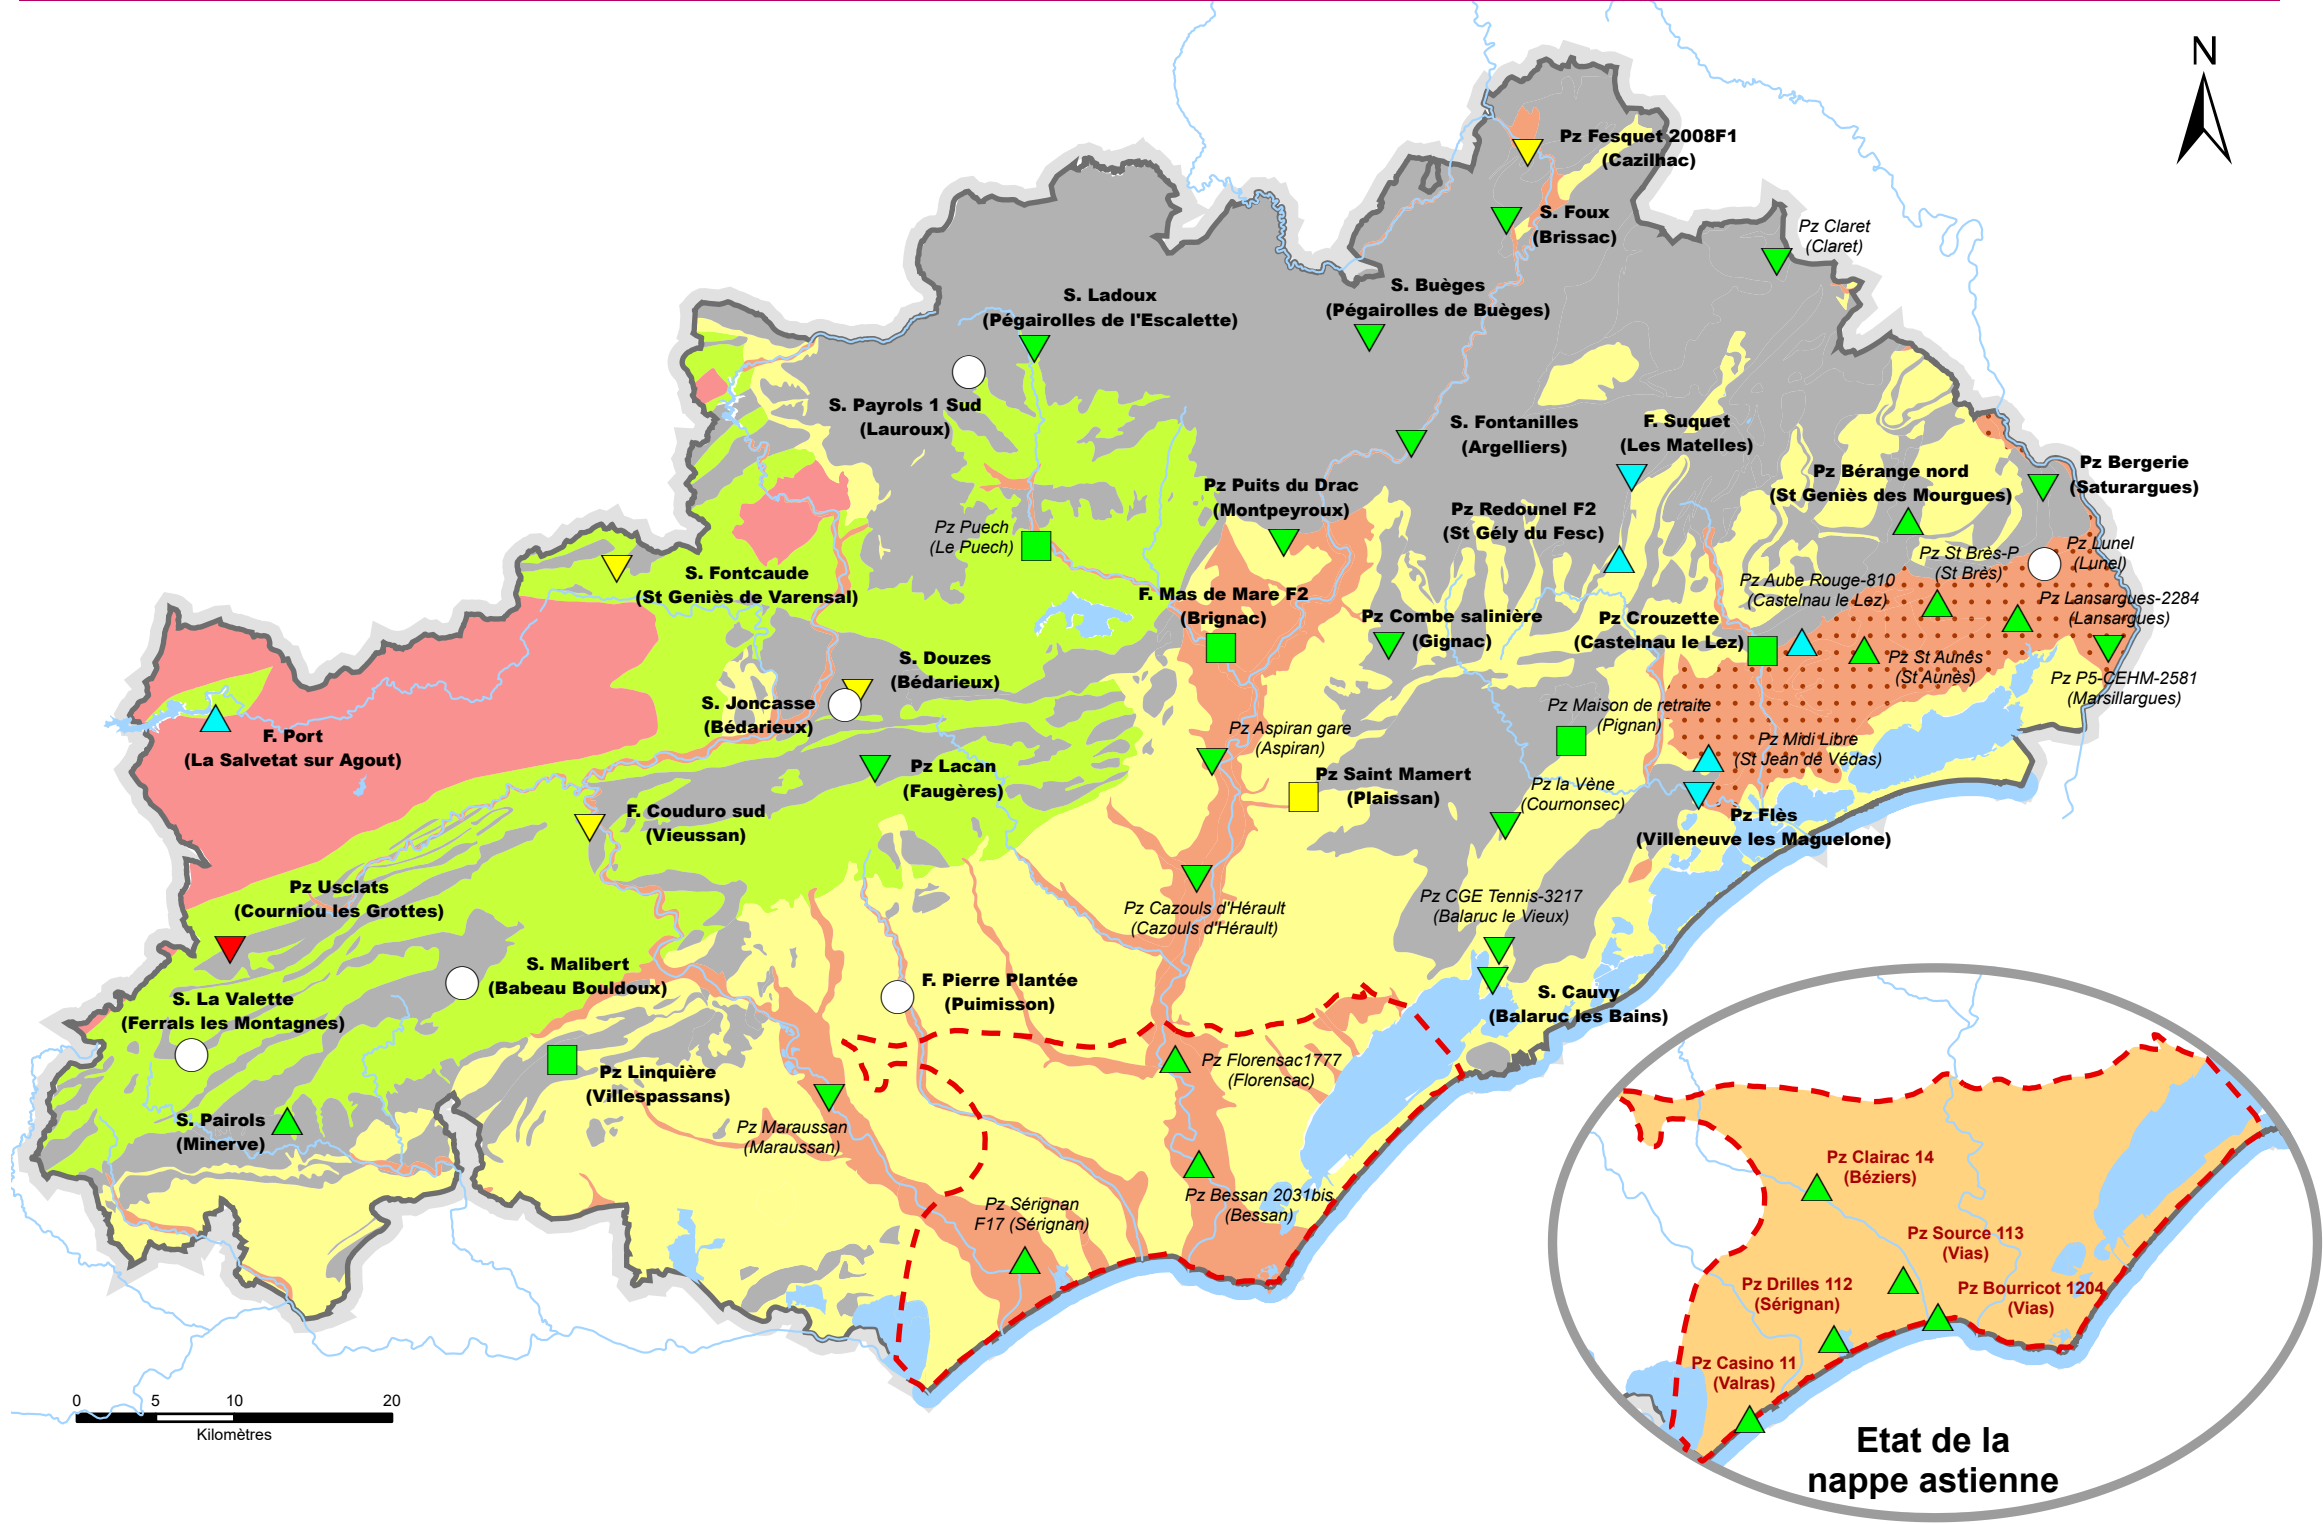 N
Pz Fesquet 2008F1
(Cazilhac)
S. Foux
(Brissac)
Pz Claret
(Claret)
S. Ladoux
(Pégairolles de l'Escalette)
S. Buèges
(Pégairolles de Buèges)
S. Payrols 1 Sud
(Lauroux)
S. Fontanilles
(Argelliers)
F. Suquet
(Les Matelles)
Pz Bérange nord
(St Geniès des Mourgues)
Pz Bergerie
(Saturargues)
Pz Puits du Drac
(Montpeyroux)
Pz Redounel F2
(St Gély du Fesc)
Pz Puech
(Le Puech)
Pz St Brès-P
(St Brès)
Pz Lunel
(Lunel)
S. Fontcaude
(St Geniès de Varensal)
F. Mas de Mare F2
(Brignac)
Pz Aube Rouge-810
(Castelnau le Lez)
Pz Lansargues-2284
(Lansargues)
Pz Combe salinière
(Gignac)
Pz Crouzette
(Castelnau le Lez)
S. Douzes
(Bédarieux)
Pz St Aunès
(St Aunès)
Pz P5-CEHM-2581
(Marsillargues)
S. Joncasse
(Bédarieux)
Pz Maison de retraite
(Pignan)
F. Port
(La Salvetat sur Agout)
Pz Aspiran gare
(Aspiran)
Pz Midi Libre
(St Jean de Védas)
Pz Lacan
(Faugères)
Pz Saint Mamert
(Plaissan)
Pz la Vène
(Cournonsec)
F. Couduro sud
(Vieussan)
Pz Flès
(Villeneuve les Maguelone)
Pz Usclats
(Courniou les Grottes)
Pz Cazouls d'Hérault
(Cazouls d'Hérault)
Pz CGE Tennis-3217
(Balaruc le Vieux)
S. Malibert
(Babeau Bouldoux)
F. Pierre Plantée
(Puimisson)
S. Cauvy
(Balaruc les Bains)
S. La Valette
(Ferrals les Montagnes)
Pz Linquière
(Villespassans)
Pz Florensac1777
(Florensac)
S. Pairols
(Minerve)
Pz Maraussan
(Maraussan)
Pz Bessan 2031bis
(Bessan)
Pz Sérignan
F17 (Sérignan)
Pz Clairac 14
(Béziers)
Pz Source 113
(Vias)
Pz Drilles 112
(Sérignan)
Pz Bourricot 1204
(Vias)
Pz Casino 11
(Valras)
Etat de la
nappe astienne
0 5 10 20
Kilomètres